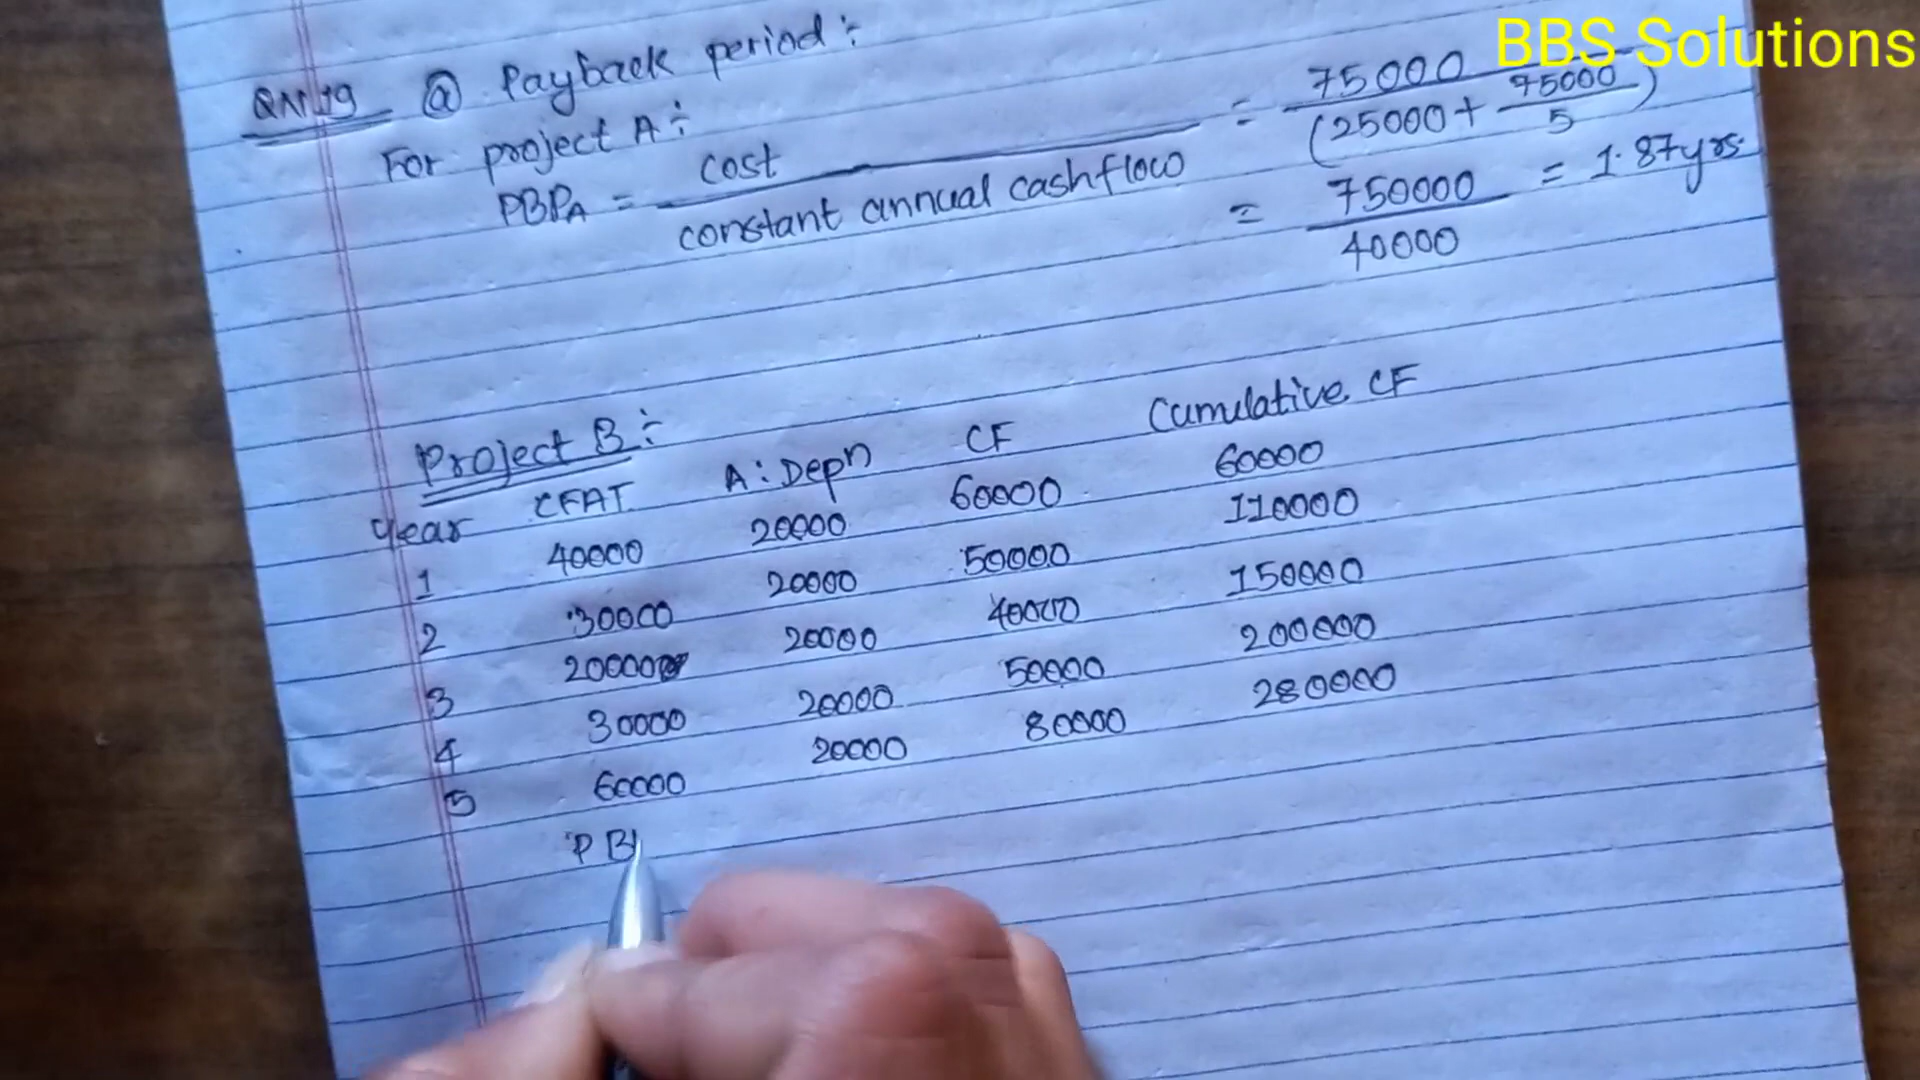 BBS Solutions
QN.19 ⓐ Payback period:
For project A÷
PBPA = cost / constant annual cashflow = 75000 / (25000 + 75000/5)
= 750000 / 40000 = 1.87yrs.
Project B÷
Year CFAT A:Depn CF Cumulative CF
1 40000 20000 60000 60000
2 30000 20000 50000 110000
3 20000 20000 40000 150000
4 30000 20000 50000 200000
5 60000 20000 80000 280000
PB